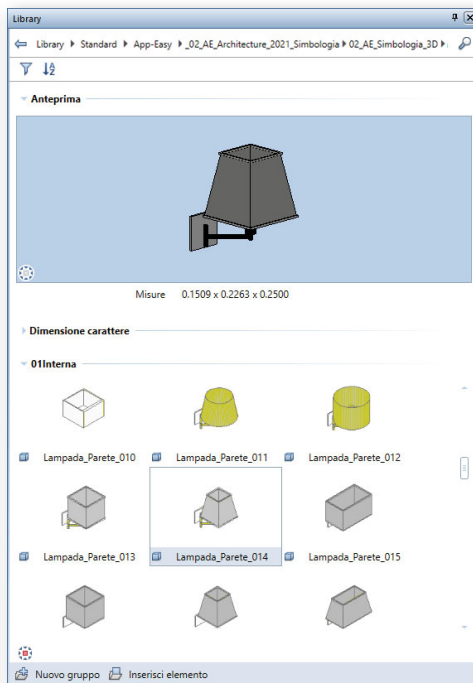 Library
Library Standard App-Easy _02_AE_Architecture_2021_Simbologia 02_AE_Simbologia_3D
Anteprima
Misure 0.1509 x 0.2263 x 0.2500
Dimensione carattere
01Interna
Lampada_Parete_010 Lampada_Parete_011 Lampada_Parete_012
Lampada_Parete_013 Lampada_Parete_014 Lampada_Parete_015
Nuovo gruppo Inserisci elemento